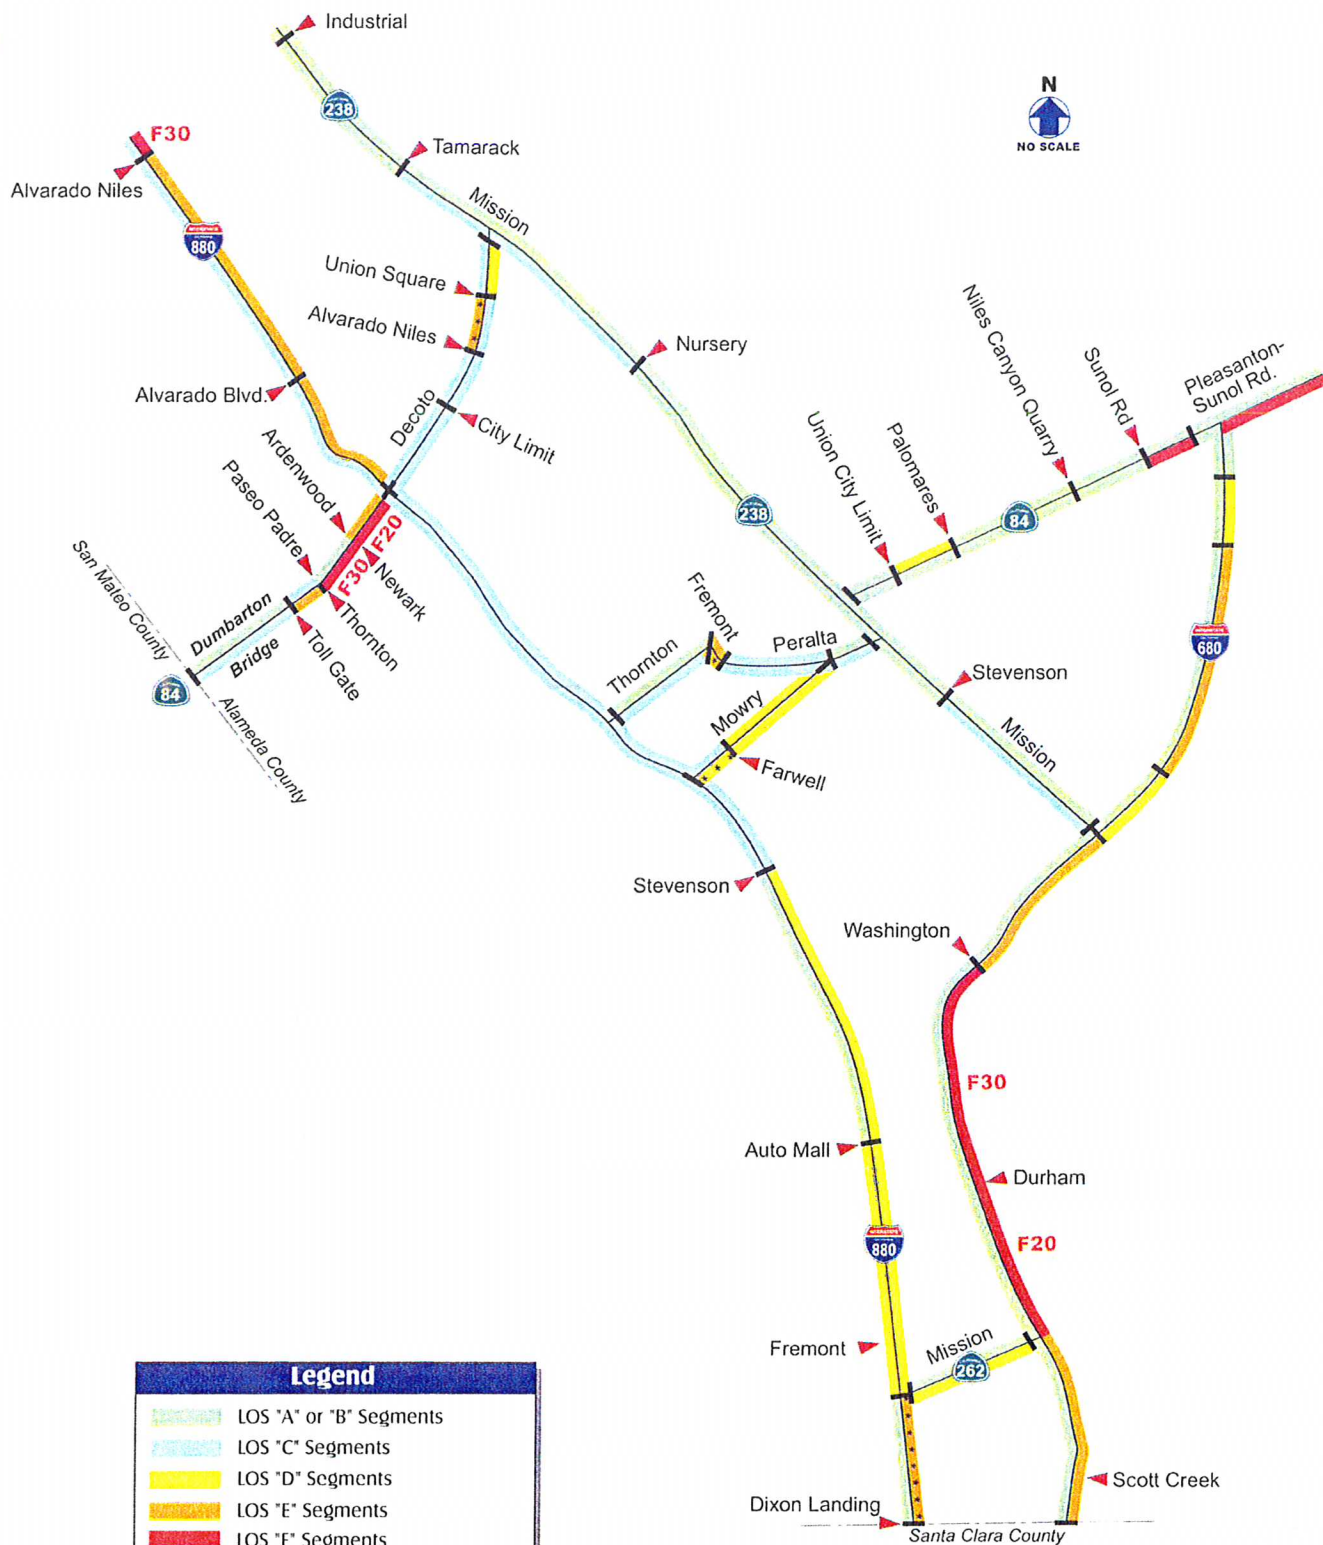 Industrial
238
N
NO SCALE
F30
Tamarack
Alvarado Niles
Mission
880
Union Square
Alvarado Niles
Nursery
Niles Canyon Quarry
Sunol Rd
Pleasanton-
Sunol Rd.
Alvarado Blvd.
Decoto
City Limit
Union City Limit
Palomares
Ardenwood
Paseo Padre
238
84
F20
F30
Newark
Thornton
Toll Gate
San Mateo County
Dumbarton
Bridge
84
Alameda County
Fremont
Thornton
Peralta
680
Stevenson
Mowry
Mission
Farwell
Stevenson
Washington
F30
Auto Mall
Durham
880
F20
Fremont
Mission
262
Legend
LOS "A" or "B" Segments
LOS "C" Segments
LOS "D" Segments
LOS "E" Segments
LOS "F" Segments
Scott Creek
Dixon Landing
Santa Clara County